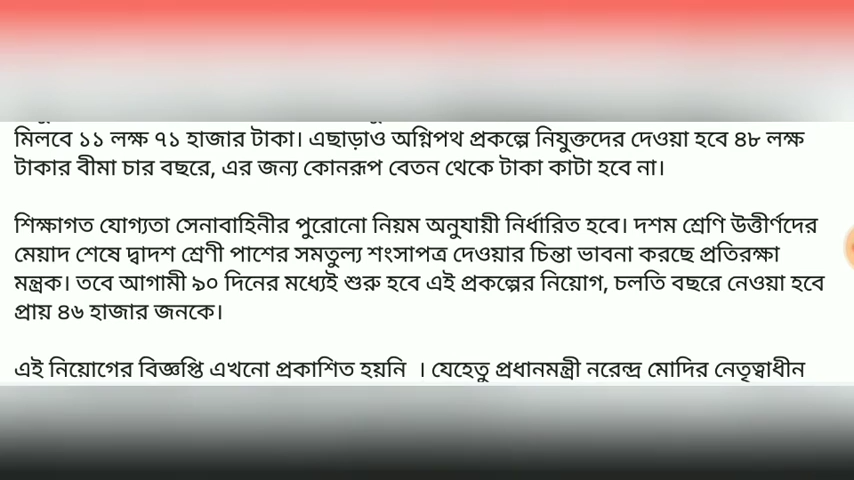 মিলবে ১১ লক্ষ ৭১ হাজার টাকা। এছাড়াও অগ্নিপথ প্রকল্পে নিযুক্তদের দেওয়া হবে ৪৮ লক্ষ
টাকার বীমা চার বছরে, এর জন্য কোনরূপ বেতন থেকে টাকা কাটা হবে না।
শিক্ষাগত যোগ্যতা সেনাবাহিনীর পুরোনো নিয়ম অনুযায়ী নির্ধারিত হবে। দশম শ্রেণি উত্তীর্ণদের
মেয়াদ শেষে দ্বাদশ শ্রেণী পাশের সমতুল্য শংসাপত্র দেওয়ার চিন্তা ভাবনা করছে প্রতিরক্ষা
মন্ত্রক। তবে আগামী ৯০ দিনের মধ্যেই শুরু হবে এই প্রকল্পের নিয়োগ, চলতি বছরে নেওয়া হবে
প্রায় ৪৬ হাজার জনকে।
এই নিয়োগের বিজ্ঞপ্তি এখনো প্রকাশিত হয়নি । যেহেতু প্রধানমন্ত্রী নরেন্দ্র মোদির নেতৃত্বাধীন